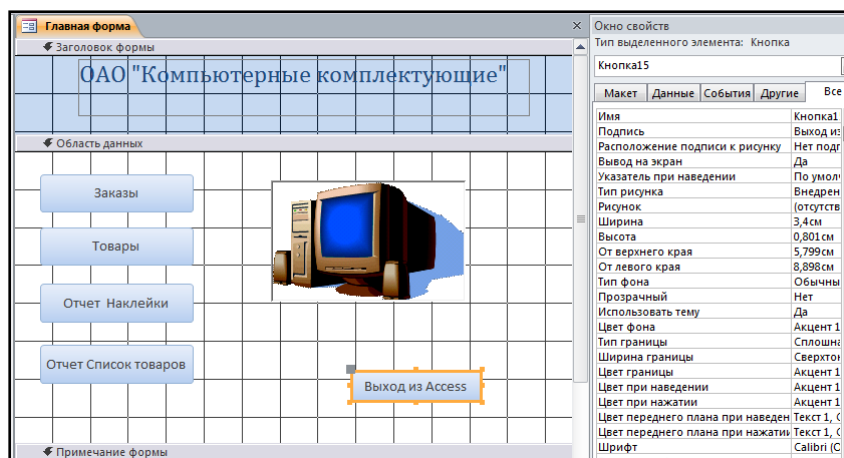 Главная форма
Заголовок формы
ОАО "Компьютерные комплектующие"
Область данных
Заказы
Товары
Отчет Наклейки
Отчет Список товаров
Выход из Access
Примечание формы
Окно свойств
Тип выделенного элемента: Кнопка
Кнопка15
Макет Данные События Другие Все
Имя Кнопка1
Подпись Выход из
Расположение подписи к рисунку Нет подп
Вывод на экран Да
Указатель при наведении По умолч
Тип рисунка Внедрен
Рисунок (отсутств
Ширина 3,4см
Высота 0,801см
От верхнего края 5,799см
От левого края 8,898см
Тип фона Обычны
Прозрачный Нет
Использовать тему Да
Цвет фона Акцент 1
Тип границы Сплошна
Ширина границы Сверхтон
Цвет границы Акцент 1
Цвет при наведении Акцент 1
Цвет при нажатии Акцент 1
Цвет переднего плана при наведен Текст 1, С
Цвет переднего плана при нажатии Текст 1, С
Шрифт Calibri (О